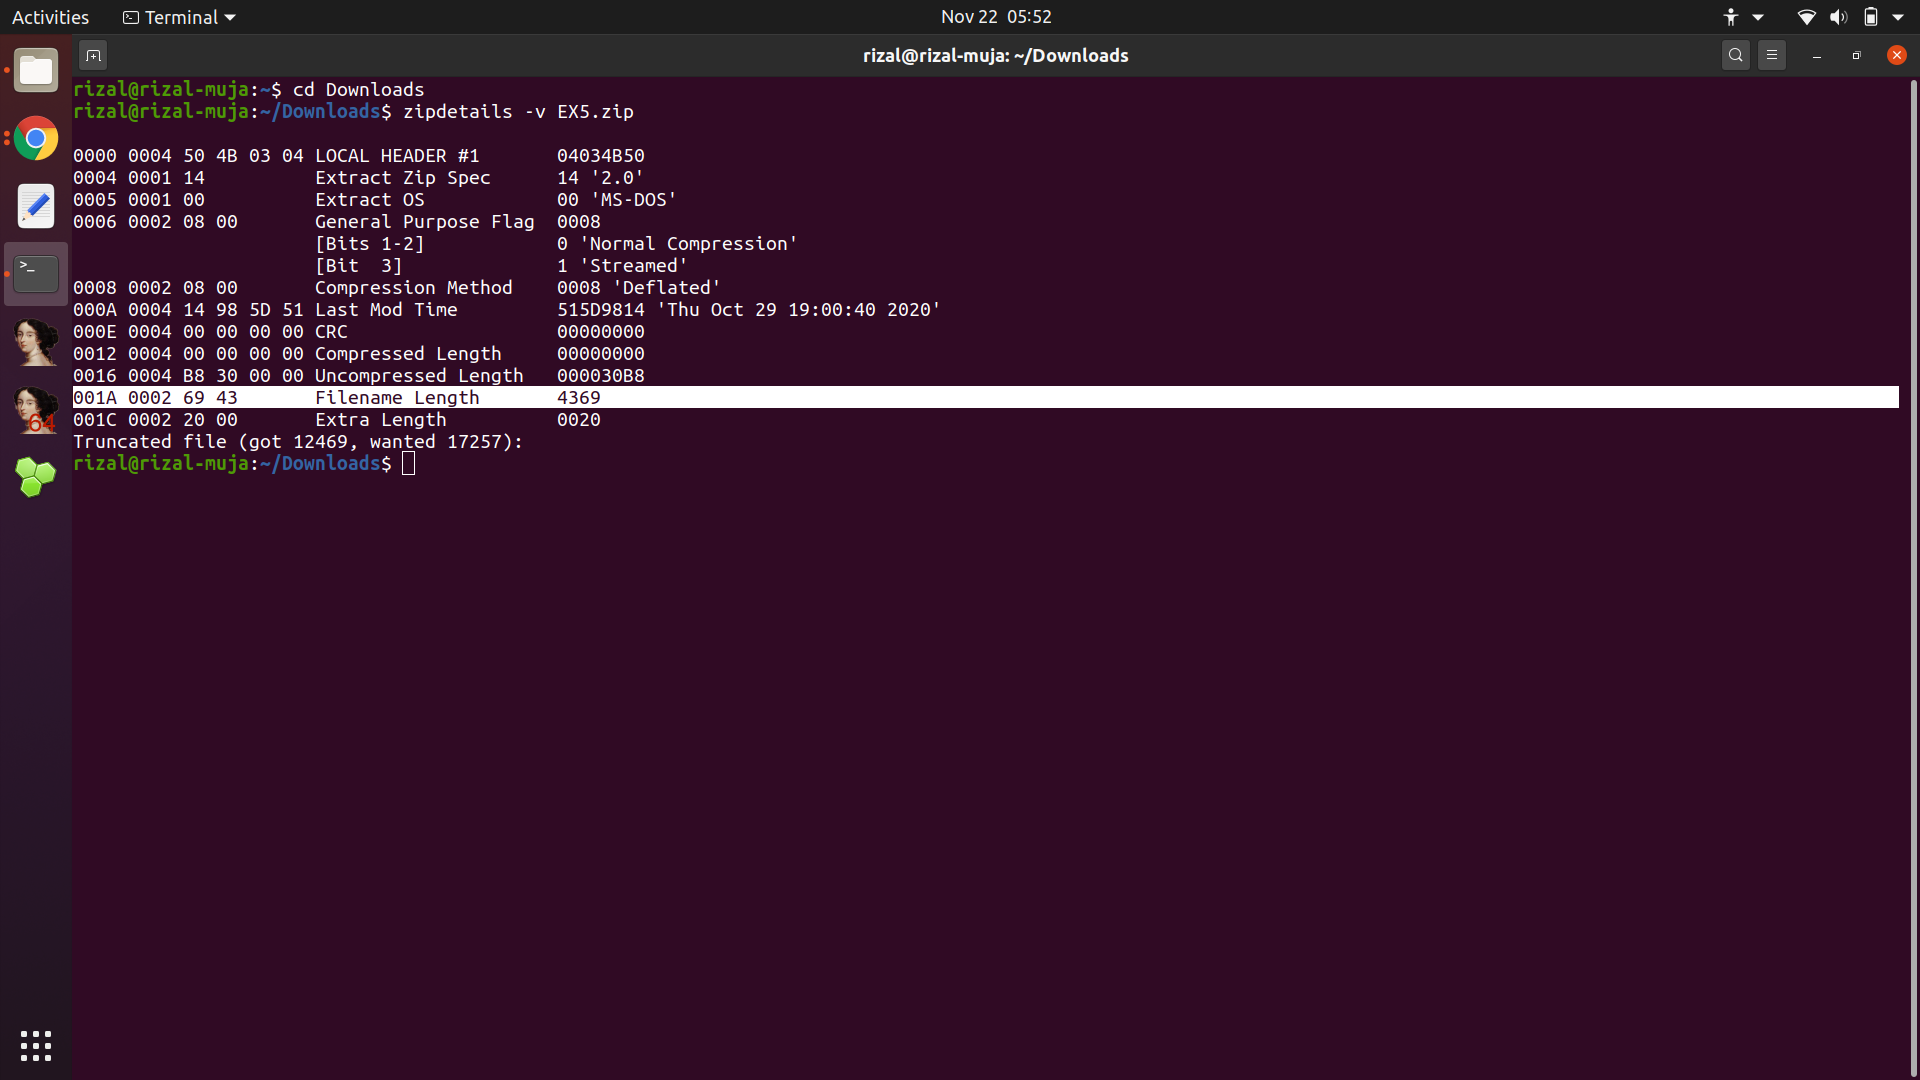 Activities Terminal Nov 22 05:52
rizal@rizal-muja: ~/Downloads
rizal@rizal-muja:~$ cd Downloads
rizal@rizal-muja:~/Downloads$ zipdetails -v EX5.zip
0000 0004 50 4B 03 04 LOCAL HEADER #1       04034B50
0004 0001 14          Extract Zip Spec      14 '2.0'
0005 0001 00          Extract OS            00 'MS-DOS'
0006 0002 08 00       General Purpose Flag  0008
                      [Bits 1-2]            0 'Normal Compression'
                      [Bit  3]              1 'Streamed'
0008 0002 08 00       Compression Method    0008 'Deflated'
000A 0004 14 98 5D 51 Last Mod Time         515D9814 'Thu Oct 29 19:00:40 2020'
000E 0004 00 00 00 00 CRC                   00000000
0012 0004 00 00 00 00 Compressed Length     00000000
0016 0004 B8 30 00 00 Uncompressed Length   000030B8
001A 0002 69 43       Filename Length       4369
001C 0002 20 00       Extra Length          0020
Truncated file (got 12469, wanted 17257):
rizal@rizal-muja:~/Downloads$
64